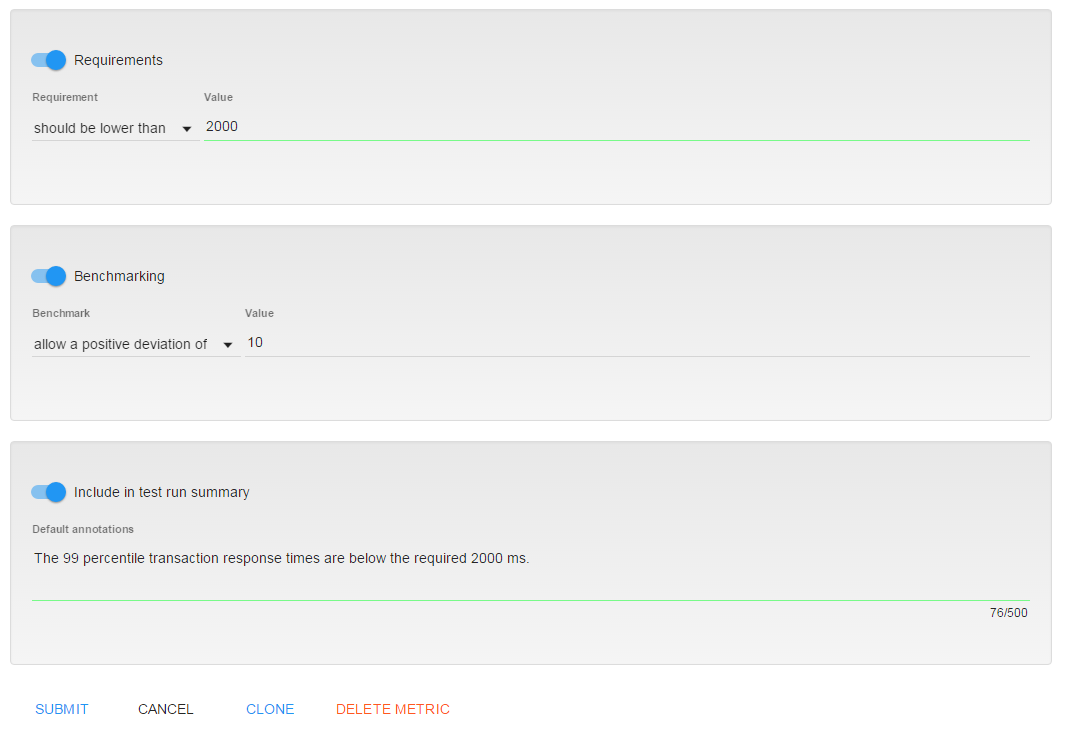 Requirements
Requirement Value
should be lower than 2000
Benchmarking
Benchmark Value
allow a positive deviation of 10
Include in test run summary
Default annotations
The 99 percentile transaction response times are below the required 2000 ms.
76/500
SUBMIT CANCEL CLONE DELETE METRIC